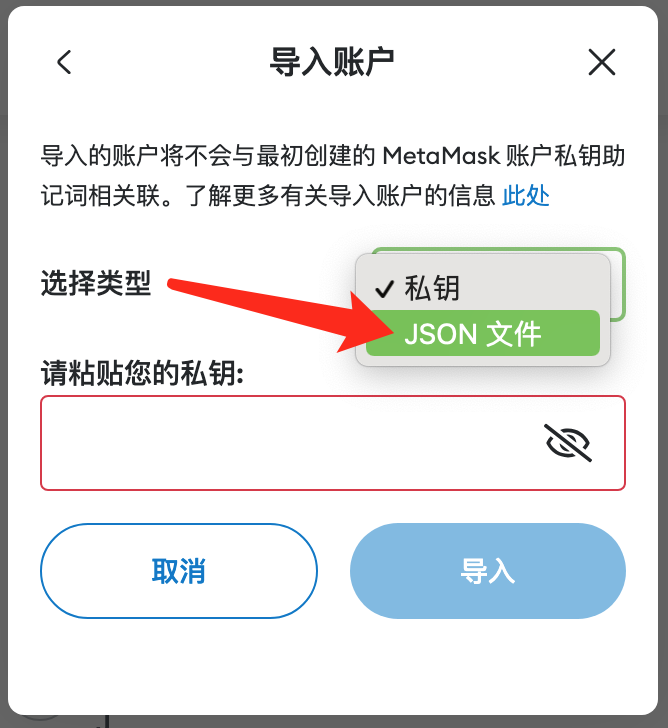 导入账户
导入的账户将不会与最初创建的 MetaMask 账户私钥助
记词相关联。了解更多有关导入账户的信息 此处
选择类型
私钥
JSON 文件
请粘贴您的私钥:
取消
导入